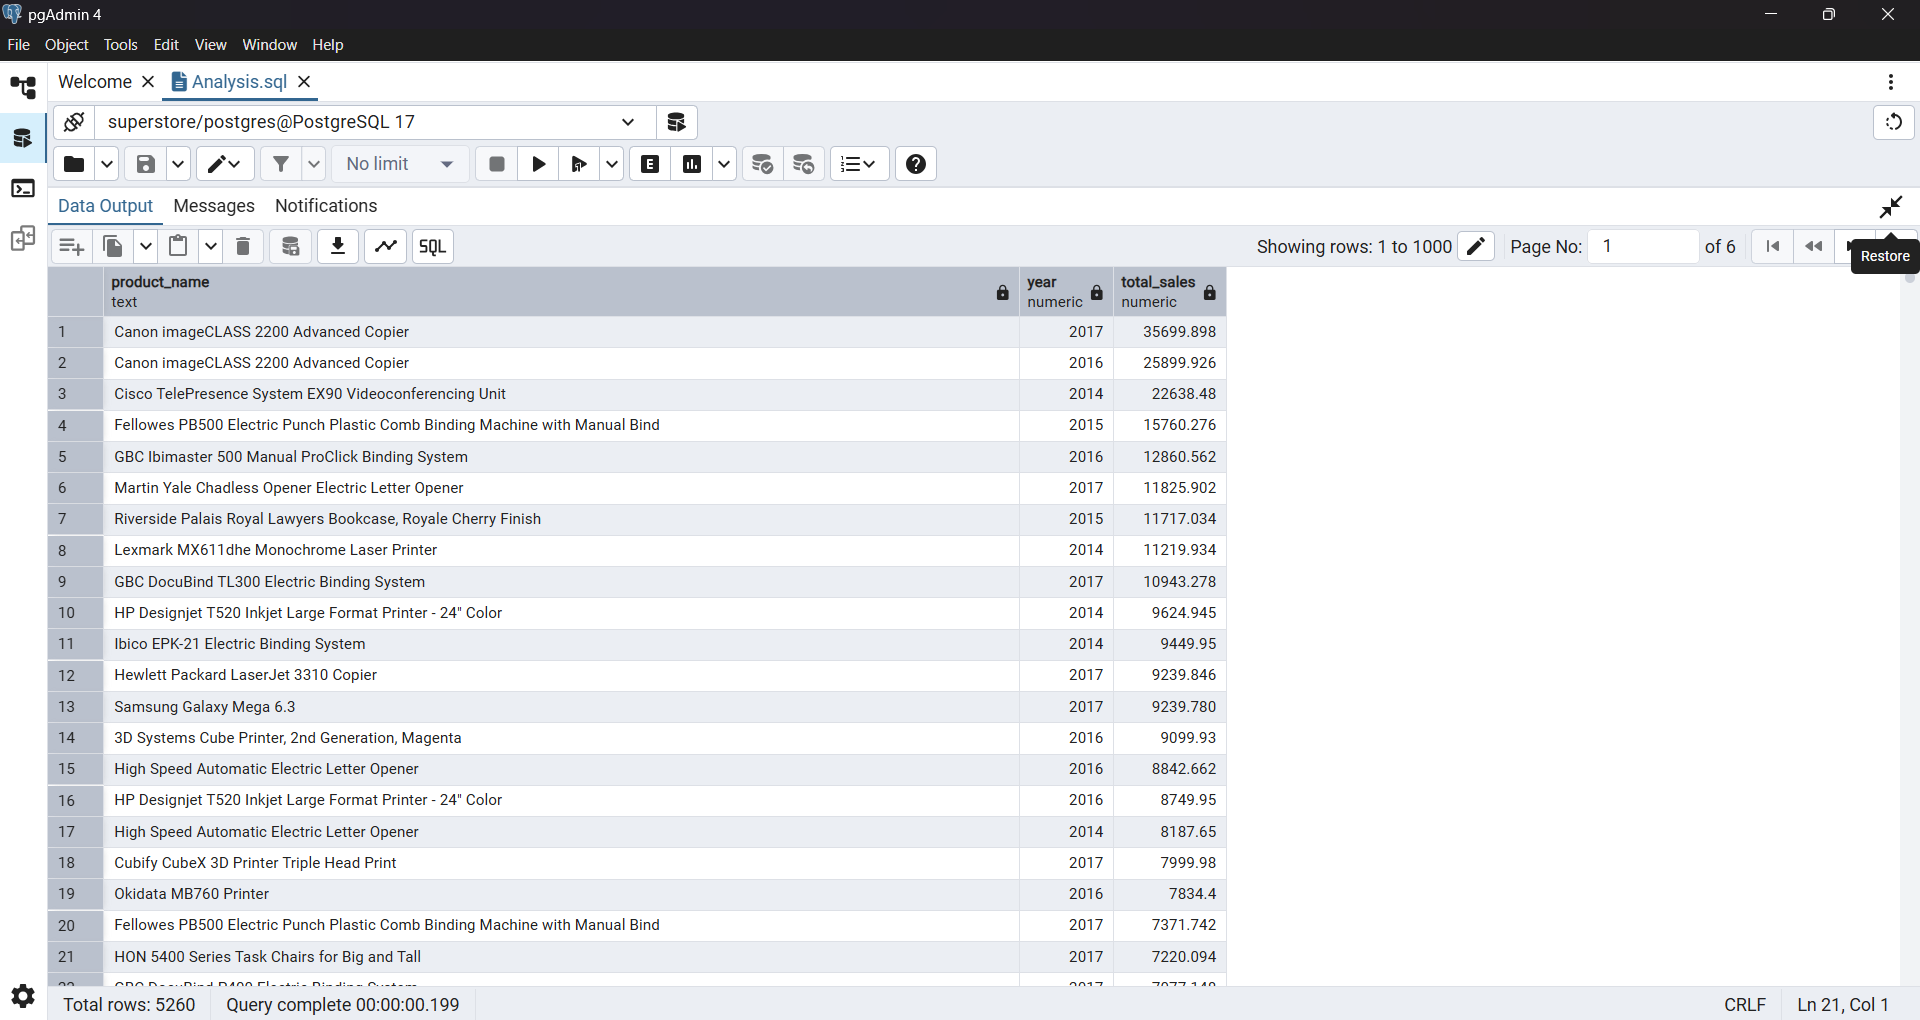 pgAdmin 4
File Object Tools Edit View Window Help
Welcome Analysis.sql
superstore/postgres@PostgreSQL 17
No limit E
Data Output Messages Notifications
SQL Showing rows: 1 to 1000 Page No: 1 of 6
Restore
product_name year total_sales
text numeric numeric
1 Canon imageCLASS 2200 Advanced Copier 2017 35699.898
2 Canon imageCLASS 2200 Advanced Copier 2016 25899.926
3 Cisco TelePresence System EX90 Videoconferencing Unit 2014 22638.48
4 Fellowes PB500 Electric Punch Plastic Comb Binding Machine with Manual Bind 2015 15760.276
5 GBC Ibimaster 500 Manual ProClick Binding System 2016 12860.562
6 Martin Yale Chadless Opener Electric Letter Opener 2017 11825.902
7 Riverside Palais Royal Lawyers Bookcase, Royale Cherry Finish 2015 11717.034
8 Lexmark MX611dhe Monochrome Laser Printer 2014 11219.934
9 GBC DocuBind TL300 Electric Binding System 2017 10943.278
10 HP Designjet T520 Inkjet Large Format Printer - 24" Color 2014 9624.945
11 Ibico EPK-21 Electric Binding System 2014 9449.95
12 Hewlett Packard LaserJet 3310 Copier 2017 9239.846
13 Samsung Galaxy Mega 6.3 2017 9239.780
14 3D Systems Cube Printer, 2nd Generation, Magenta 2016 9099.93
15 High Speed Automatic Electric Letter Opener 2016 8842.662
16 HP Designjet T520 Inkjet Large Format Printer - 24" Color 2016 8749.95
17 High Speed Automatic Electric Letter Opener 2014 8187.65
18 Cubify CubeX 3D Printer Triple Head Print 2017 7999.98
19 Okidata MB760 Printer 2016 7834.4
20 Fellowes PB500 Electric Punch Plastic Comb Binding Machine with Manual Bind 2017 7371.742
21 HON 5400 Series Task Chairs for Big and Tall 2017 7220.094
Total rows: 5260 Query complete 00:00:00.199 CRLF Ln 21, Col 1